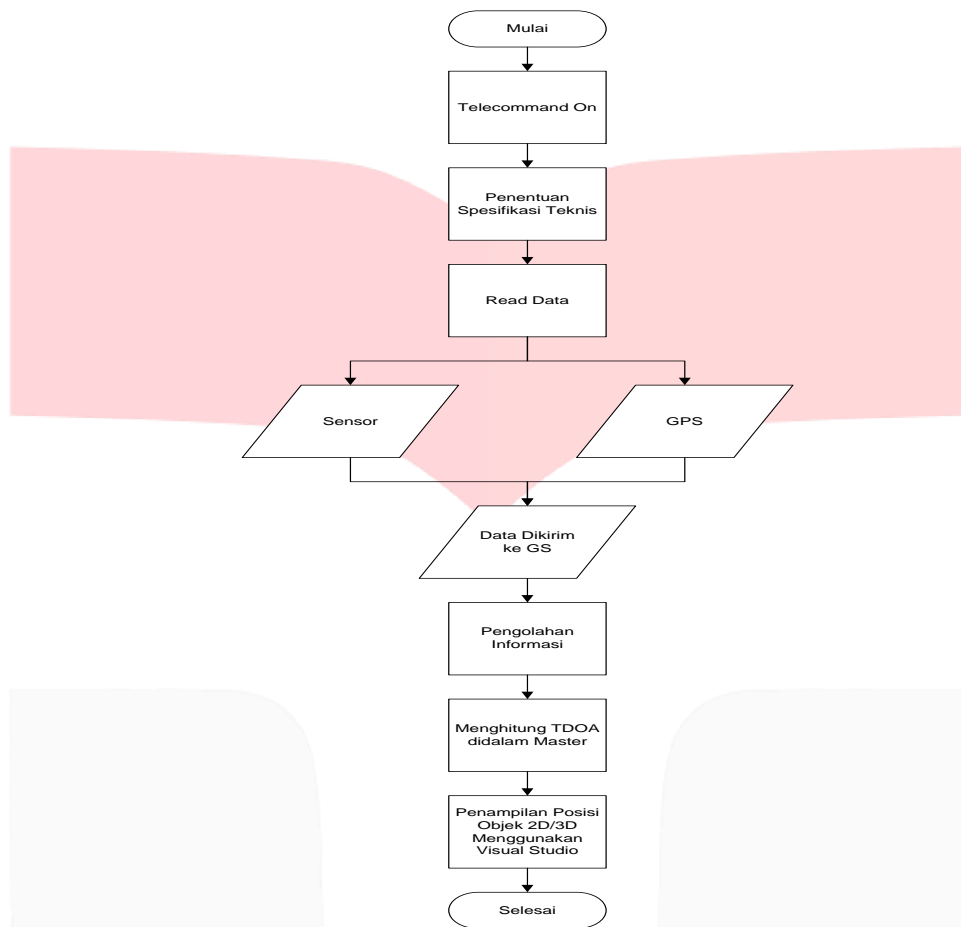 Mulai
Telecommand On
Penentuan
Spesifikasi Teknis
Read Data
Sensor
GPS
Data Dikirim
ke GS
Pengolahan
Informasi
Menghitung TDOA
didalam Master
Penampilan Posisi
Objek 2D/3D
Menggunakan
Visual Studio
Selesai